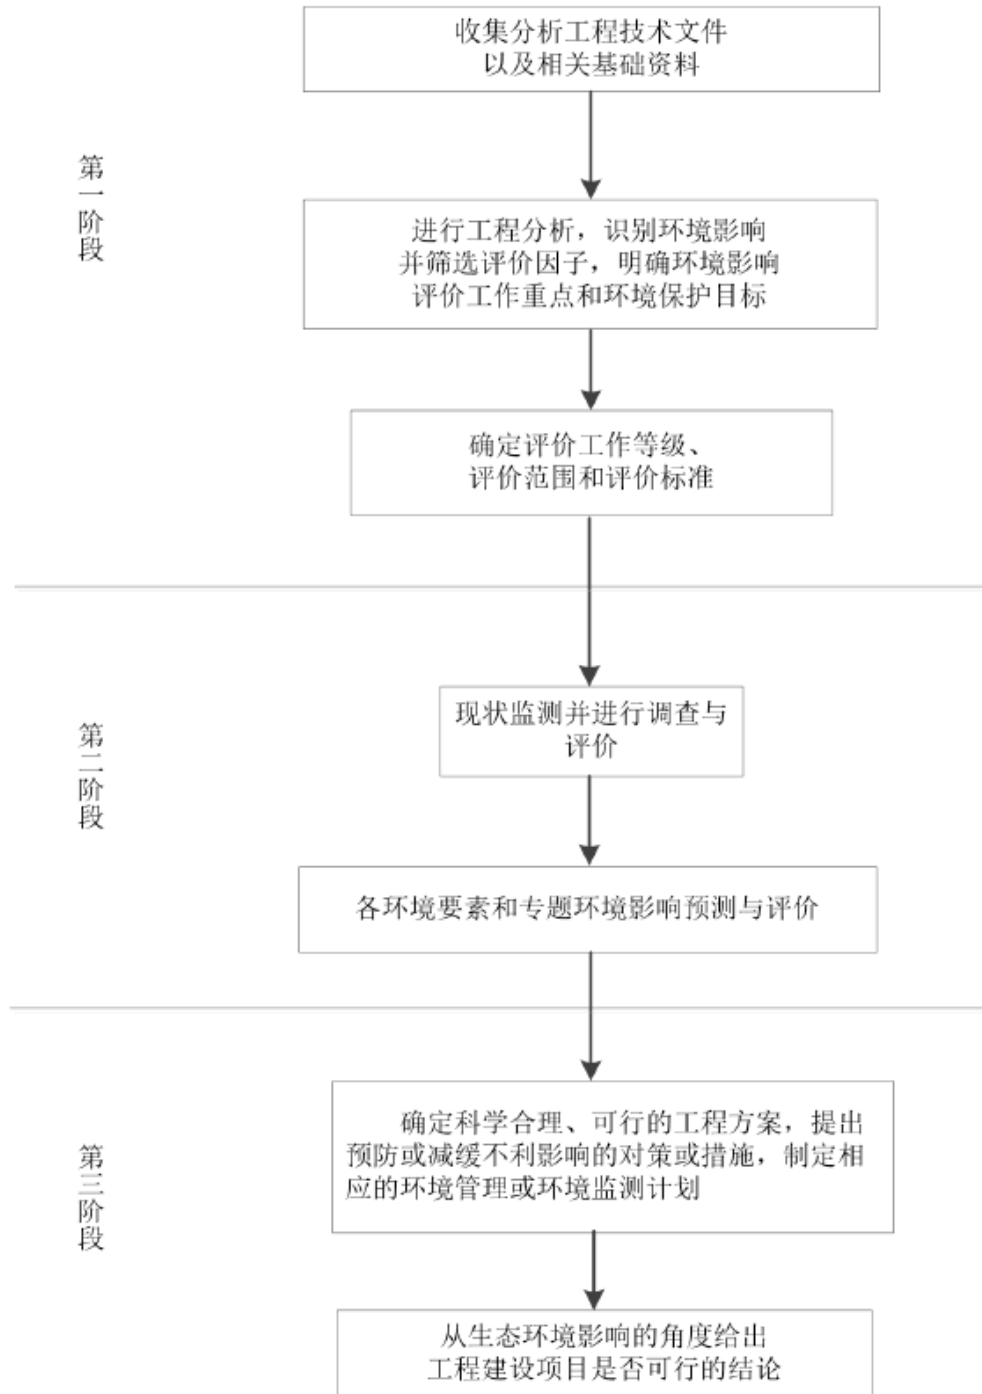 收集分析工程技术文件
以及相关基础资料
第一阶段
进行工程分析，识别环境影响
并筛选评价因子，明确环境影响
评价工作重点和环境保护目标
确定评价工作等级、
评价范围和评价标准
第二阶段
现状监测并进行调查与
评价
各环境要素和专题环境影响预测与评价
第三阶段
确定科学合理、可行的工程方案，提出
预防或减缓不利影响的对策或措施，制定相
应的环境管理或环境监测计划
从生态环境影响的角度给出
工程建设项目是否可行的结论